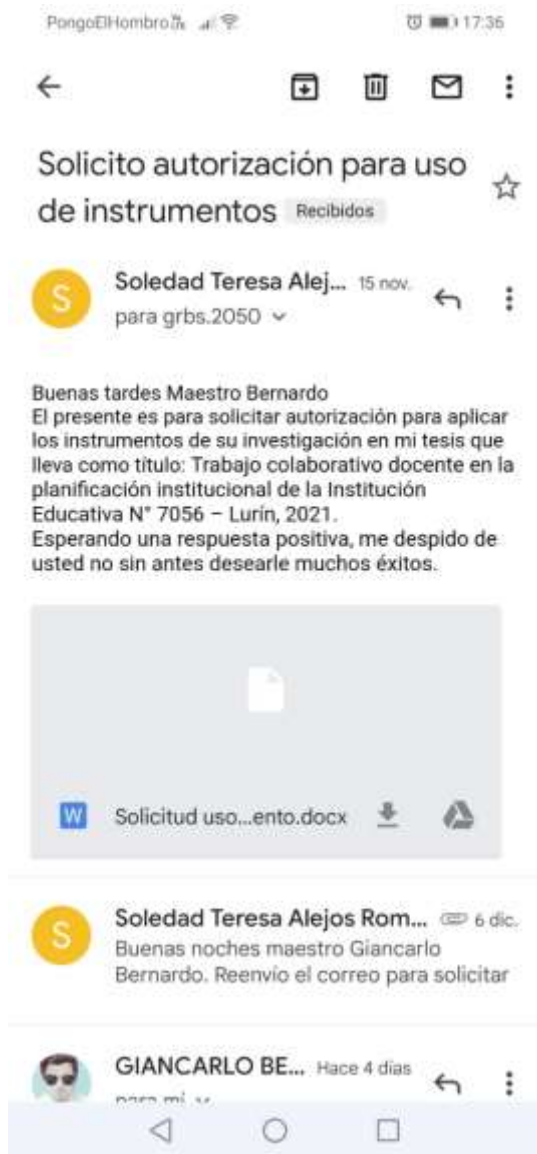 PongoElHombro 17:36
Solicito autorización para uso
de instrumentos Recibidos
S Soledad Teresa Alej... 15 nov.
para grbs.2050
Buenas tardes Maestro Bernardo
El presente es para solicitar autorización para aplicar
los instrumentos de su investigación en mi tesis que
lleva como título: Trabajo colaborativo docente en la
planificación institucional de la Institución
Educativa N° 7056 – Lurín, 2021.
Esperando una respuesta positiva, me despido de
usted no sin antes desearle muchos éxitos.
W Solicitud uso...ento.docx
S Soledad Teresa Alejos Rom... 6 dic.
Buenas noches maestro Giancarlo
Bernardo. Reenvío el correo para solicitar
GIANCARLO BE... Hace 4 días
para mí